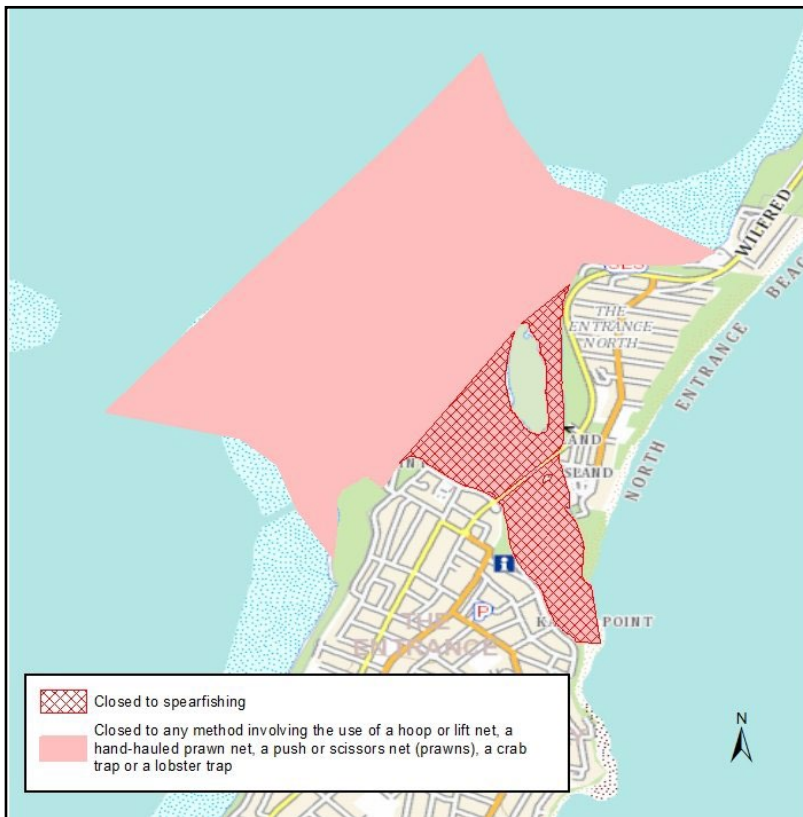 WILFRED
THE
ENTRANCE
NORTH
NORTH ENTRANCE BEAC
POINT
THE
ENTRANCE
P
i
N
Closed to spearfishing
Closed to any method involving the use of a hoop or lift net, a
hand-hauled prawn net, a push or scissors net (prawns), a crab
trap or a lobster trap